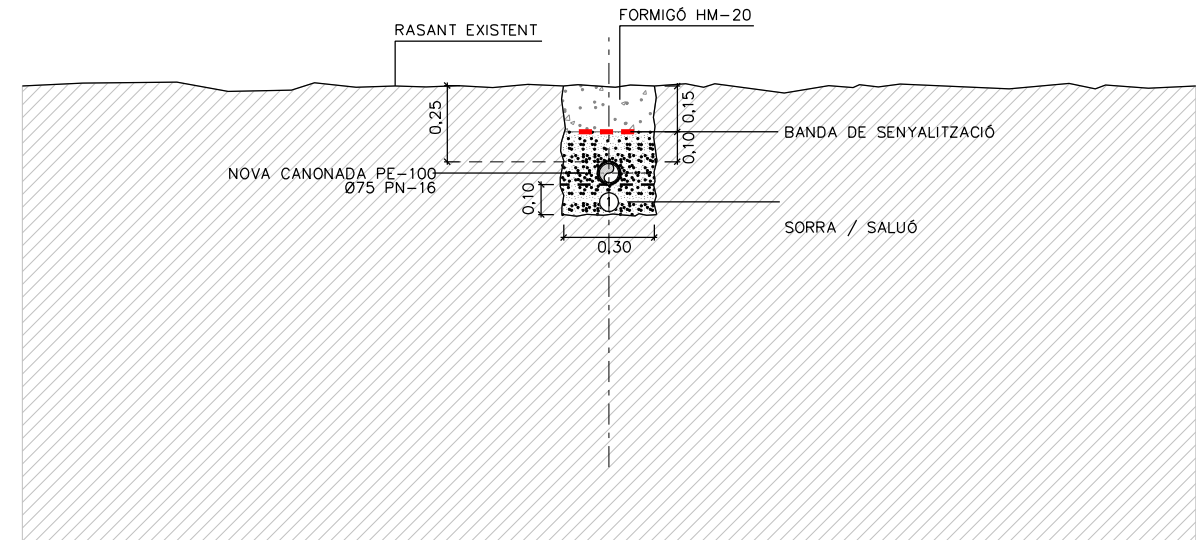 FORMIGÓ HM-20
RASANT EXISTENT
0,25
0,15
BANDA DE SENYALITZACIÓ
0,10
NOVA CANONADA PE-100
Ø75 PN-16
0,10
1
SORRA / SALUÓ
0,30